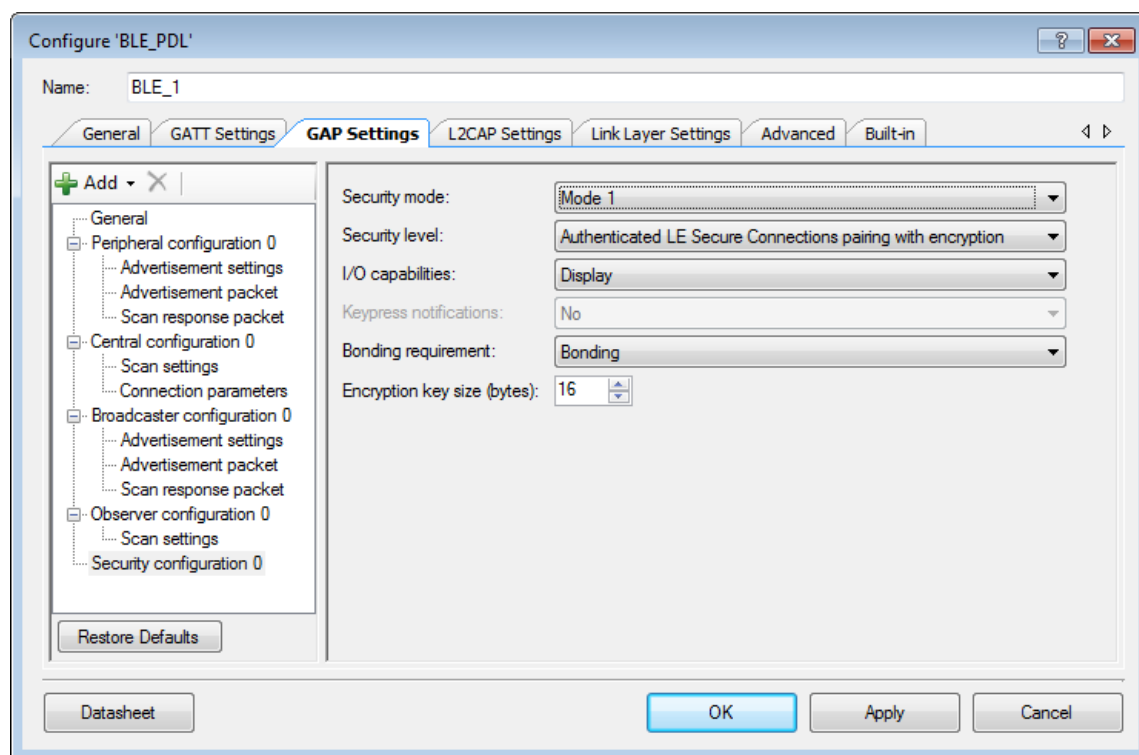 Configure 'BLE_PDL'
Name: BLE_1
General GATT Settings GAP Settings L2CAP Settings Link Layer Settings Advanced Built-in
Add
General
Peripheral configuration 0
Advertisement settings
Advertisement packet
Scan response packet
Central configuration 0
Scan settings
Connection parameters
Broadcaster configuration 0
Advertisement settings
Advertisement packet
Scan response packet
Observer configuration 0
Scan settings
Security configuration 0
Restore Defaults
Security mode: Mode 1
Security level: Authenticated LE Secure Connections pairing with encryption
I/O capabilities: Display
Keypress notifications: No
Bonding requirement: Bonding
Encryption key size (bytes): 16
Datasheet OK Apply Cancel